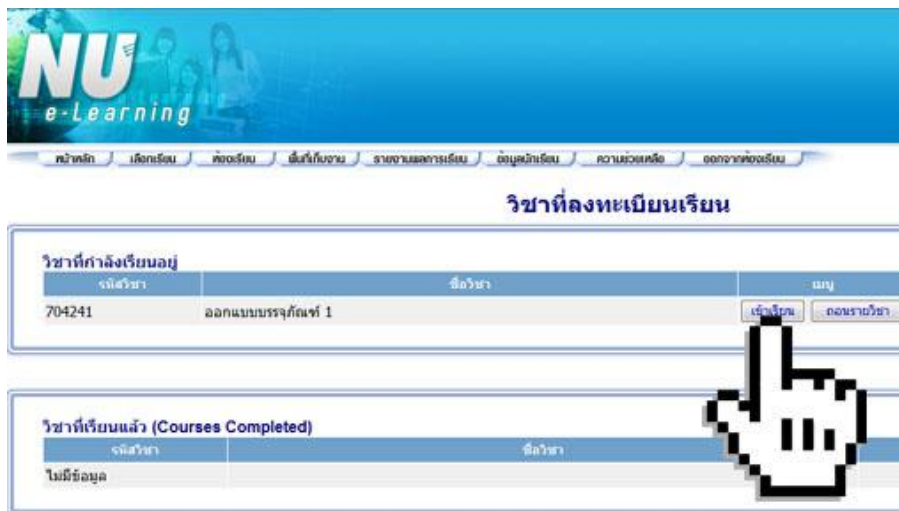 NU
e-Learning
หน้าหลัก เลือกเรียน ห้องเรียน พื้นที่เก็บงาน รายงานผลการเรียน ข้อมูลนักเรียน ความช่วยเหลือ ออกจากห้องเรียน
วิชาที่ลงทะเบียนเรียน
วิชาที่กำลังเรียนอยู่
รหัสวิชา ชื่อวิชา เมนู
704241 ออกแบบบรรจุภัณฑ์ 1 เข้าเรียน ถอนรายวิชา
วิชาที่เรียนแล้ว (Courses Completed)
รหัสวิชา ชื่อวิชา
ไม่มีข้อมูล